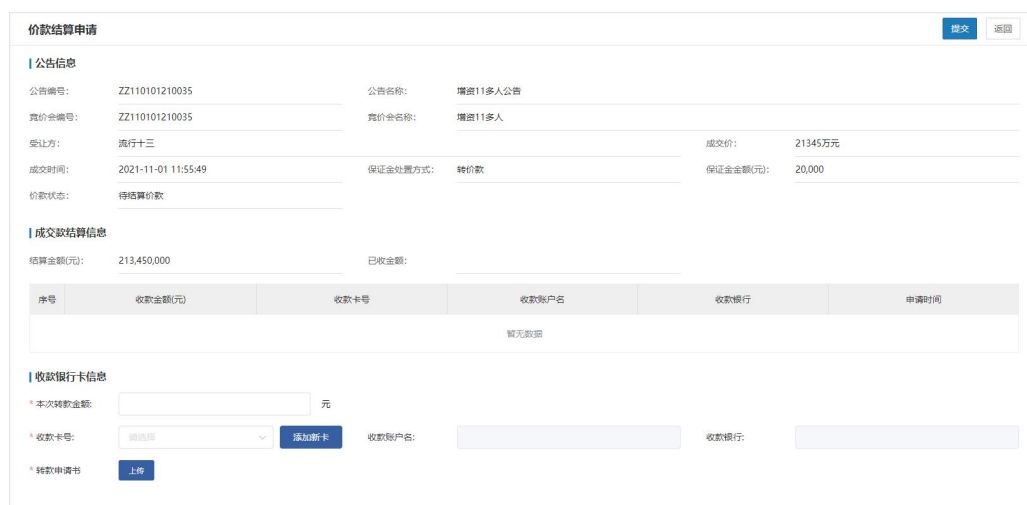 价款结算申请 提交 返回
公告信息
公告编号: ZZ110101210035 公告名称: 增资11多人公告
竞价会编号: ZZ110101210035 竞价会名称: 增资11多人
受让方: 流行十三 成交价: 21345万元
成交时间: 2021-11-01 11:55:49 保证金处置方式: 转价款 保证金金额(元): 20,000
价款状态: 待结算价款
成交款结算信息
结算金额(元): 213,450,000 已收金额:
序号 收款金额(元) 收款卡号 收款账户名 收款银行 申请时间
暂无数据
收款银行卡信息
* 本次转款金额: 元
* 收款卡号: 请选择 添加新卡 收款账户名: 收款银行:
* 转款申请书 上传